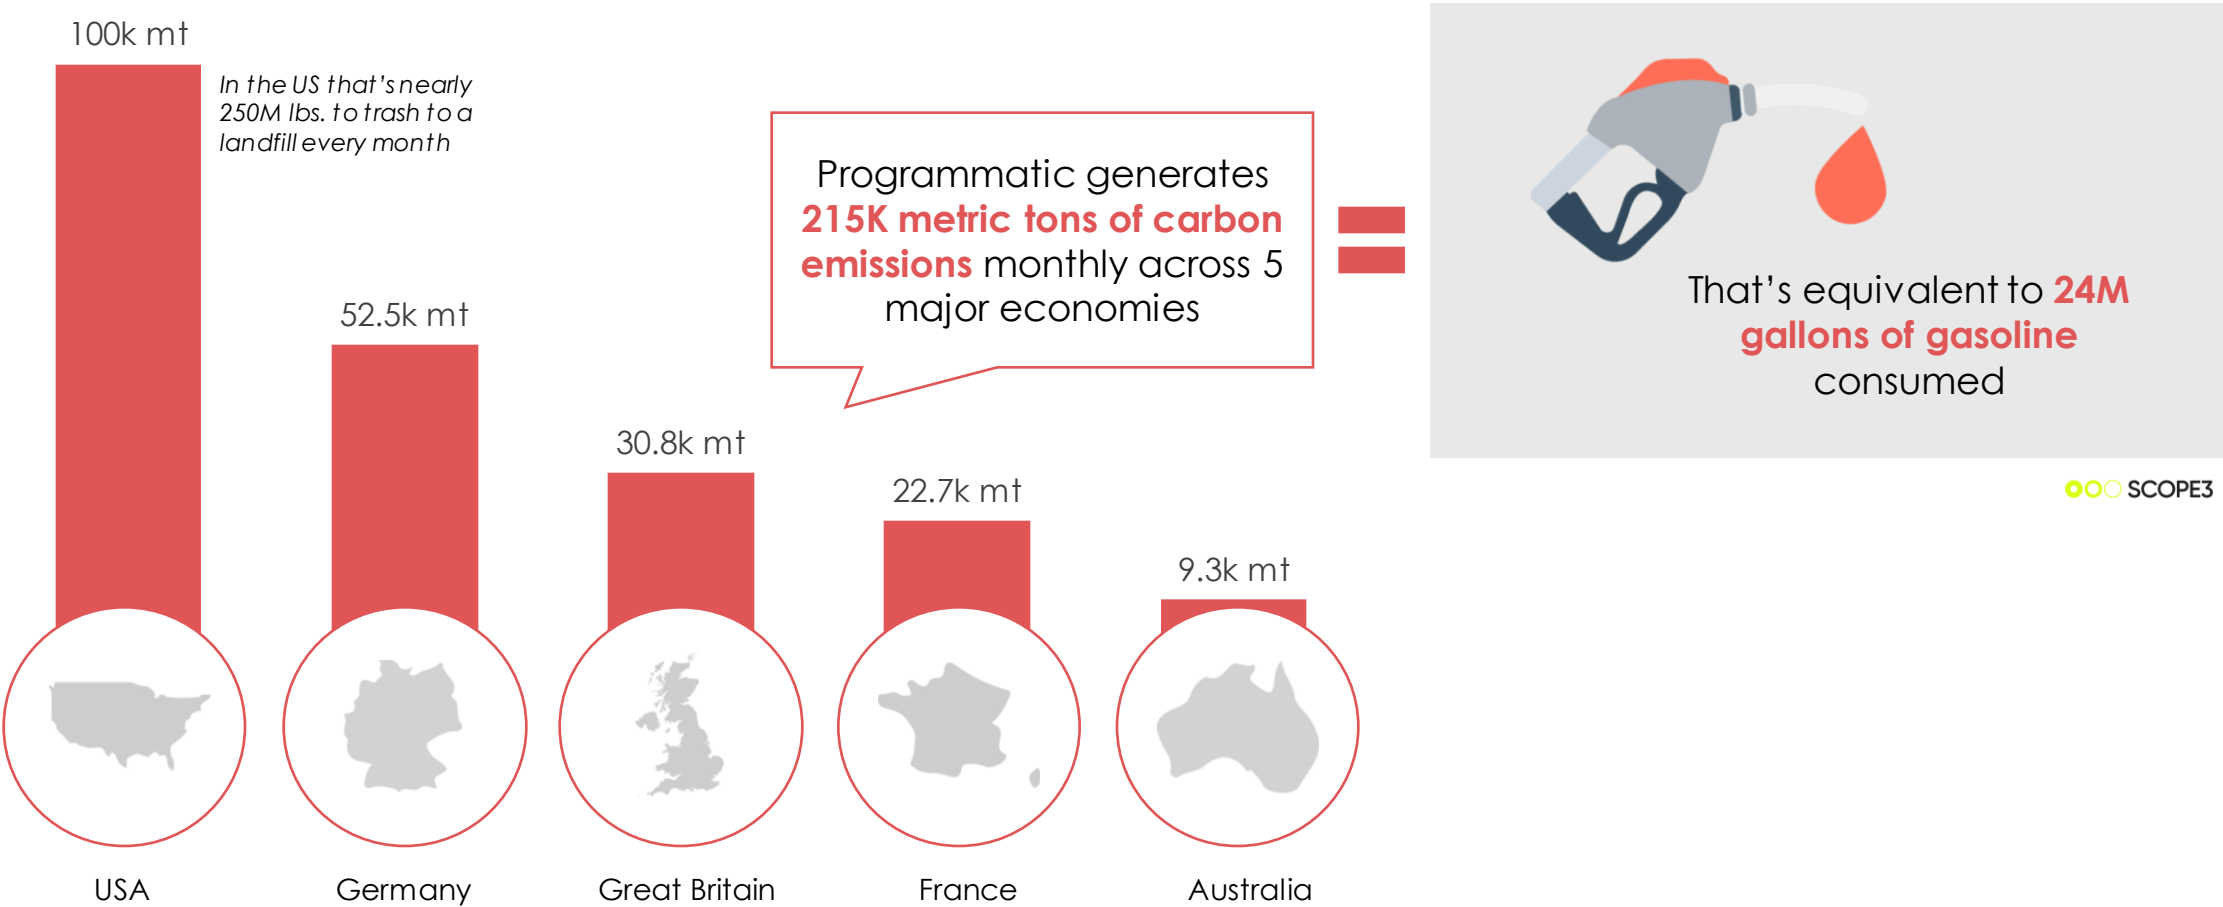 100k mt
In the US that's nearly
250M lbs. to trash to a
landfill every month
52.5k mt
30.8k mt
22.7k mt
9.3k mt
Programmatic generates
215K metric tons of carbon
emissions monthly across 5
major economies
That's equivalent to 24M
gallons of gasoline
consumed
SCOPE3
USA
Germany
Great Britain
France
Australia